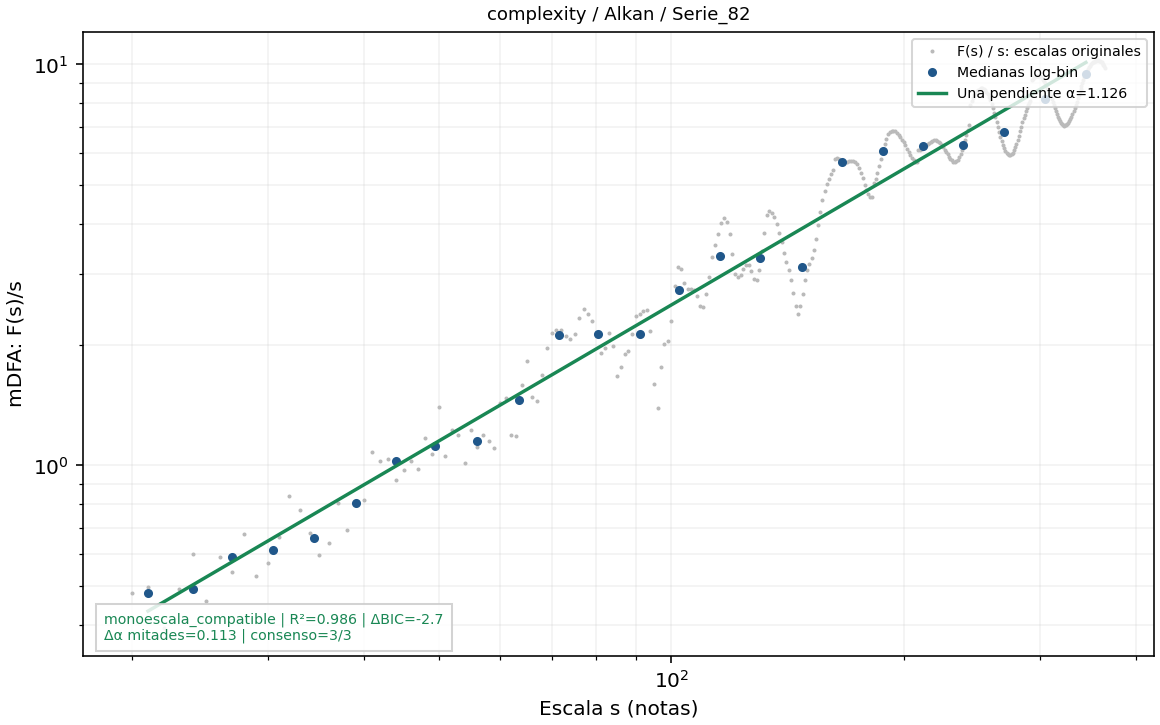 complexity / Alkan / Serie_82
F(s) / s: escalas originales
Medianas log-bin
Una pendiente α=1.126
10¹
10⁰
mDFA: F(s)/s
monoescala_compatible | R²=0.986 | ΔBIC=-2.7
Δα mitades=0.113 | consenso=3/3
10²
Escala s (notas)